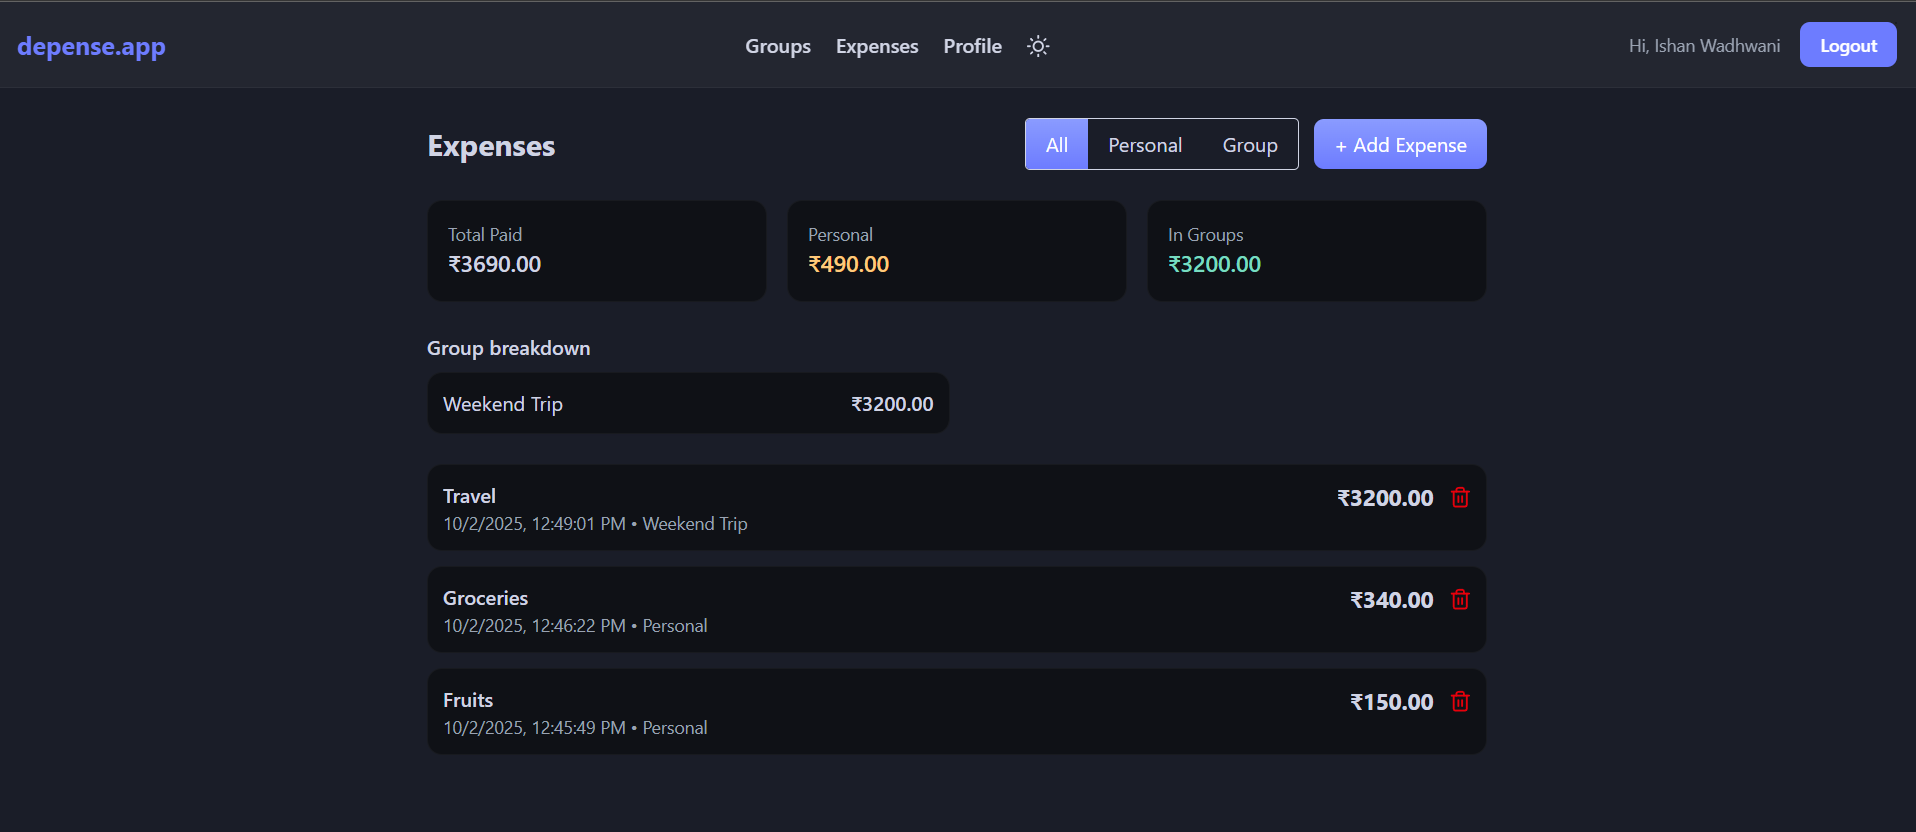 depense.app
Groups Expenses Profile
Hi, Ishan Wadhwani
Logout
Expenses
All Personal Group
+ Add Expense
Total Paid
₹3690.00
Personal
₹490.00
In Groups
₹3200.00
Group breakdown
Weekend Trip ₹3200.00
Travel ₹3200.00
10/2/2025, 12:49:01 PM • Weekend Trip
Groceries ₹340.00
10/2/2025, 12:46:22 PM • Personal
Fruits ₹150.00
10/2/2025, 12:45:49 PM • Personal